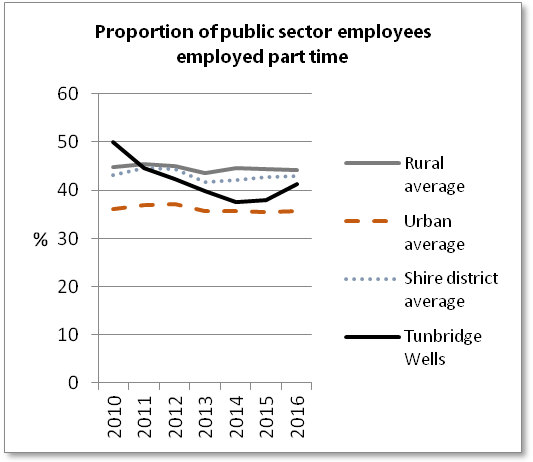 Proportion of public sector employees
employed part time
60
50
40
30
20
10
0
%
2010
2011
2012
2013
2014
2015
2016
Rural
average
Urban
average
Shire district
average
Tunbridge
Wells